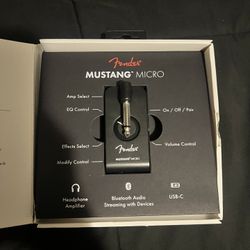 Fender
MUSTANG™ MICRO
Amp Select
EQ Control
On / Off / Pair
Effects Select
Volume Control
Modify Control
Fender
MUSTANG MICRO
Headphone
Amplifier
Bluetooth Audio
Streaming with Devices
USB-C